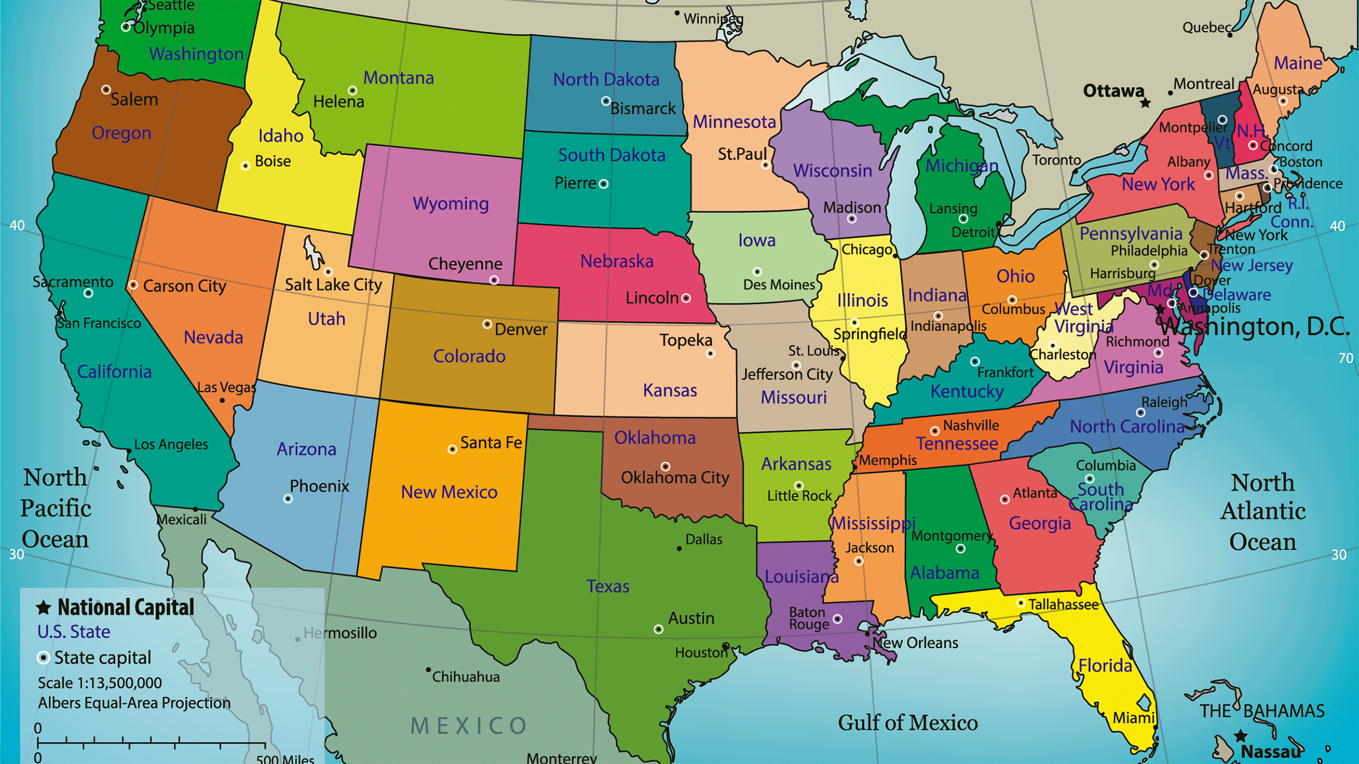 Seattle
Olympia
Washington
Winnipeg
Quebec
Maine
Augusta
Montana
Helena
North Dakota
Bismarck
Minnesota
St.Paul
Ottawa
Montreal
Montpelier
Vt.
N.H.
Concord
Salem
Oregon
Idaho
Boise
South Dakota
Pierre
Wisconsin
Madison
Michigan
Lansing
Detroit
Toronto
Albany
New York
Boston
Mass.
Providence
Hartford
R.I.
Conn.
40
Wyoming
Cheyenne
Iowa
Des Moines
Chicago
Pennsylvania
Philadelphia
Harrisburg
New York
Trenton
New Jersey
40
Nebraska
Lincoln
Illinois
Springfield
Indiana
Indianapolis
Ohio
Columbus
Dover
Md.
Delaware
Annapolis
Washington, D.C.
Sacramento
San Francisco
Carson City
Nevada
Salt Lake City
Utah
Denver
Colorado
Topeka
Kansas
St. Louis
Jefferson City
Missouri
West
Virginia
Charleston
Richmond
Virginia
70
California
Las Vegas
Frankfort
Kentucky
Raleigh
North Carolina
Los Angeles
Arizona
Phoenix
Santa Fe
New Mexico
Oklahoma
Oklahoma City
Arkansas
Little Rock
Nashville
Tennessee
Memphis
Columbia
South
Carolina
North
Pacific
Ocean
North
Atlantic
Ocean
Mexicali
30
Dallas
Texas
Austin
Houston
Mississippi
Jackson
Montgomery
Alabama
Atlanta
Georgia
30
Louisiana
Baton
Rouge
New Orleans
Tallahassee
Florida
Miami
National Capital
U.S. State
State capital
Scale 1:13,500,000
Albers Equal-Area Projection
0
0
500 Miles
Hermosillo
Chihuahua
MEXICO
Monterrey
Gulf of Mexico
THE BAHAMAS
Nassau